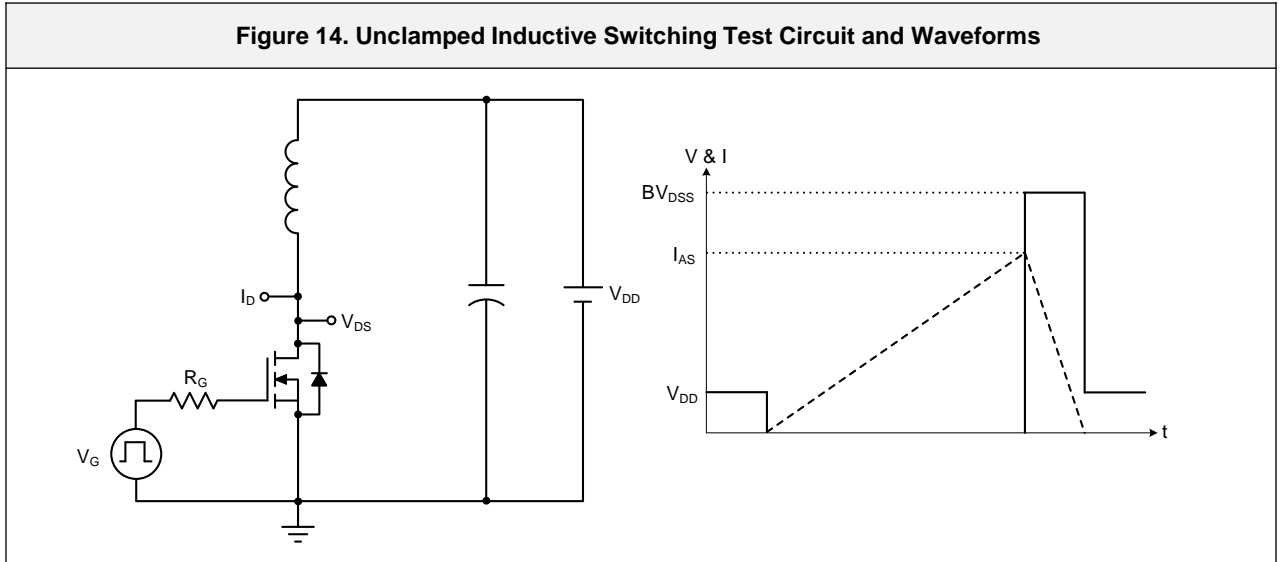 Figure 14. Unclamped Inductive Switching Test Circuit and Waveforms
I_D
V_DS
R_G
V_G
V_DD
V & I
BV_DSS
I_AS
V_DD
t